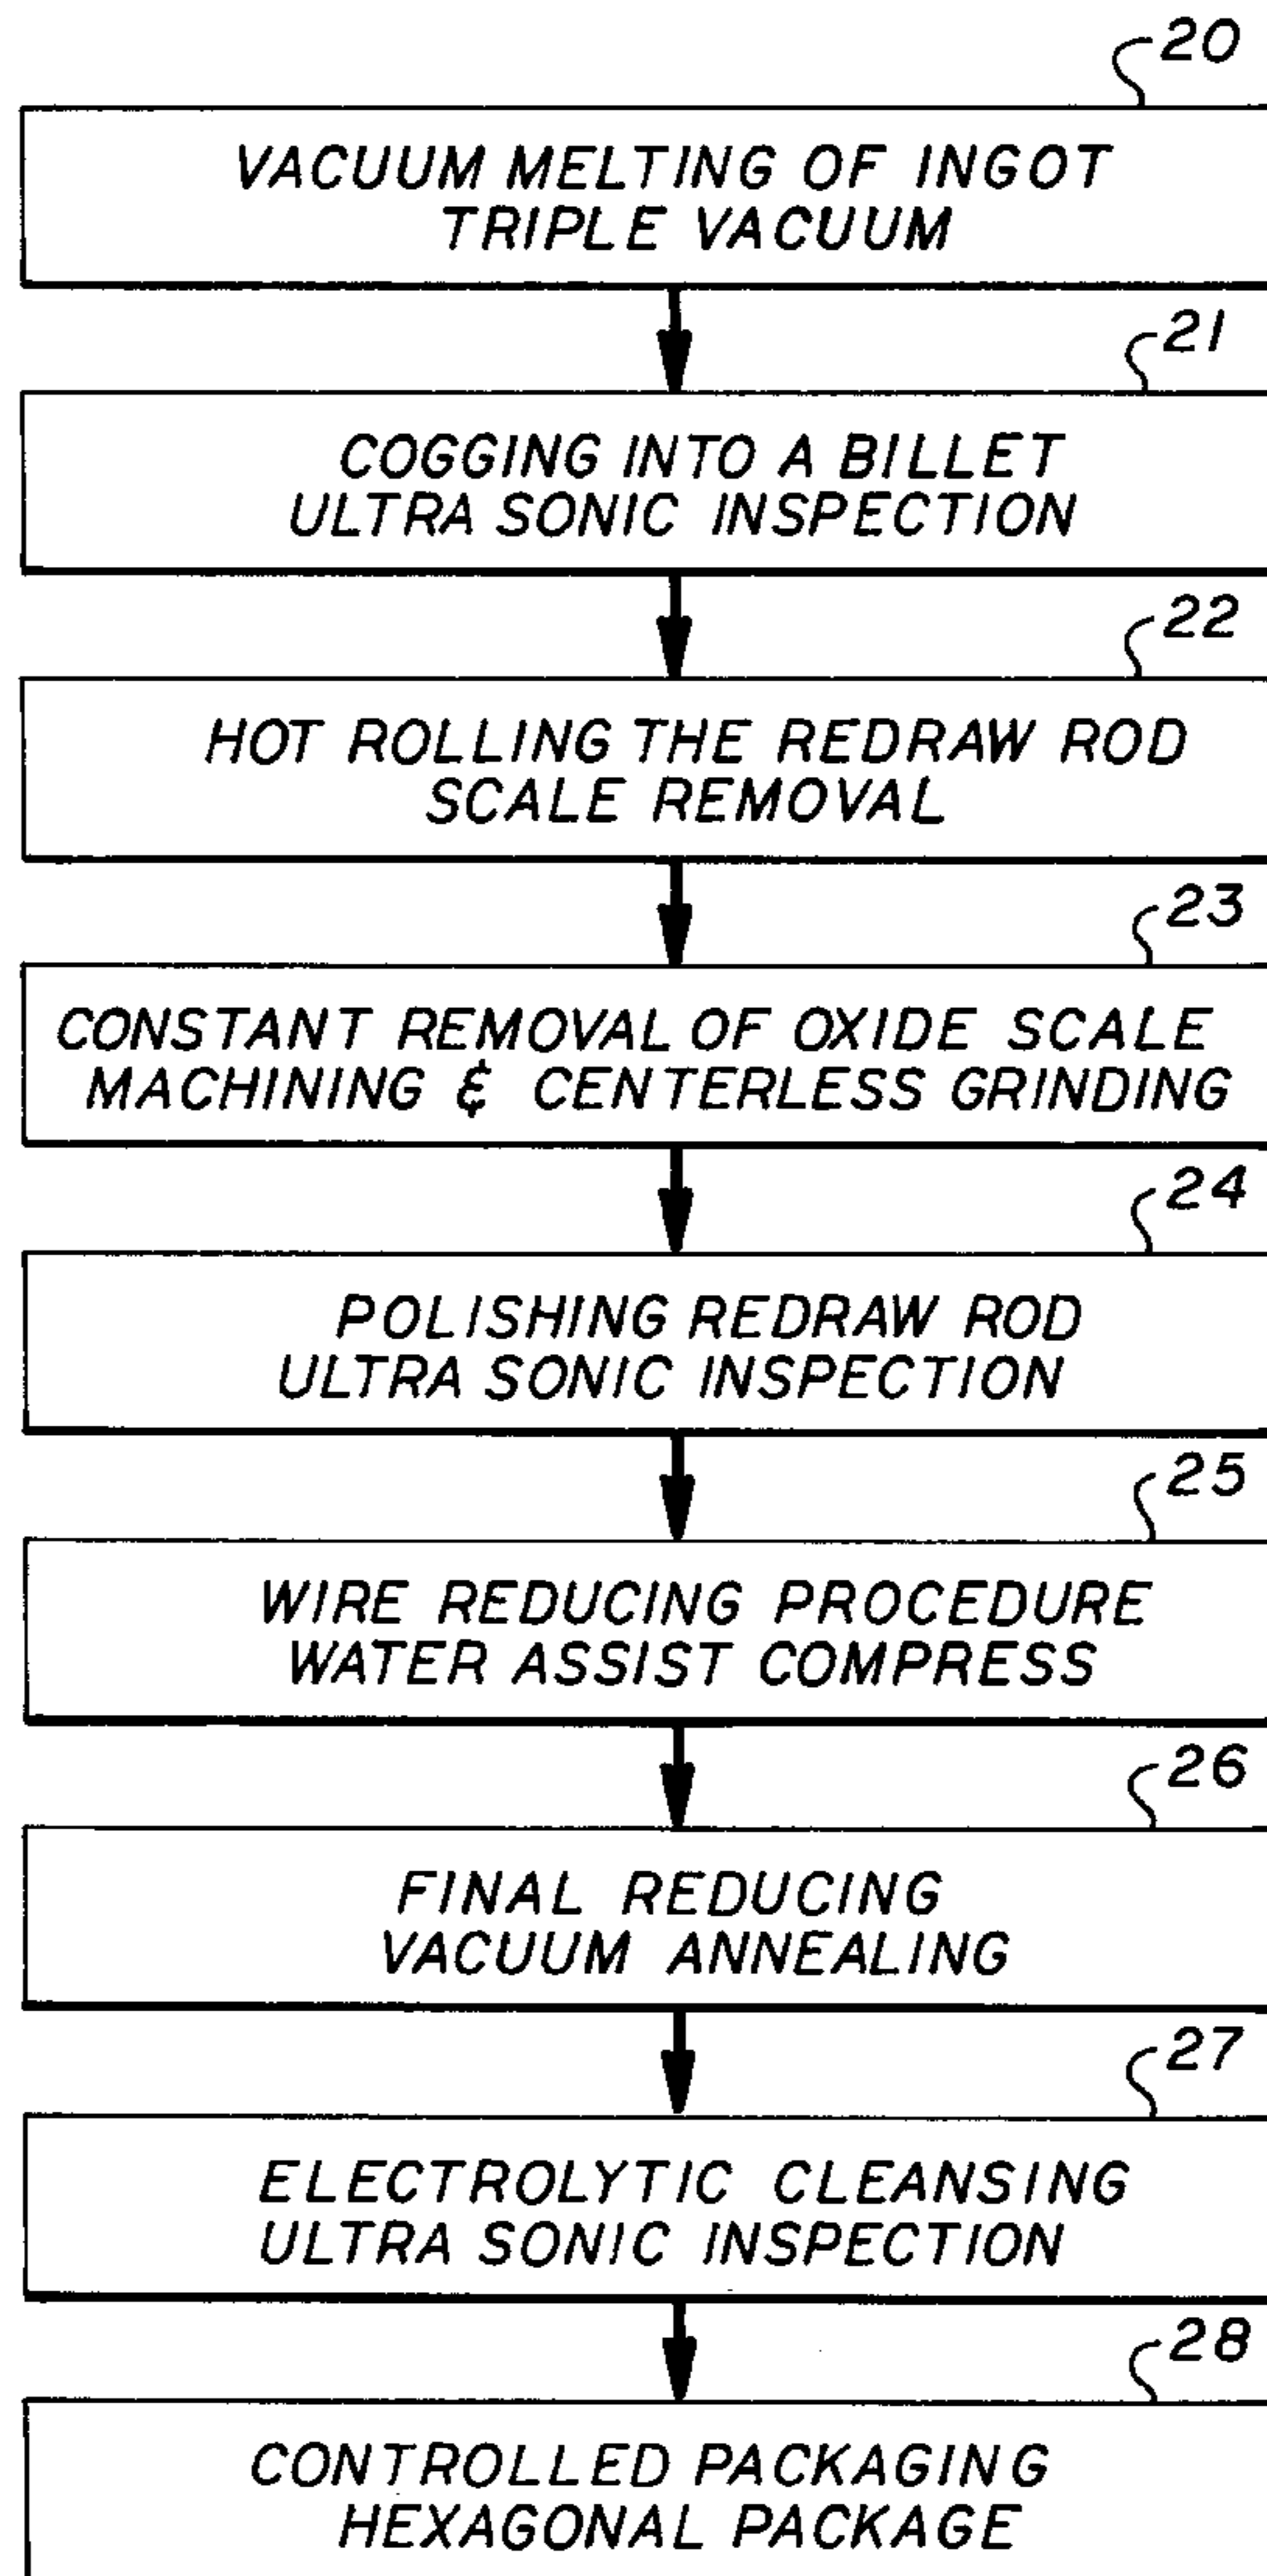 20
VACUUM MELTING OF INGOT
TRIPLE VACUUM
21
COGGING INTO A BILLET
ULTRA SONIC INSPECTION
22
HOT ROLLING THE REDRAW ROD
SCALE REMOVAL
23
CONSTANT REMOVAL OF OXIDE SCALE
MACHINING & CENTERLESS GRINDING
24
POLISHING REDRAW ROD
ULTRA SONIC INSPECTION
25
WIRE REDUCING PROCEDURE
WATER ASSIST COMPRESS
26
FINAL REDUCING
VACUUM ANNEALING
27
ELECTROLYTIC CLEANSING
ULTRA SONIC INSPECTION
28
CONTROLLED PACKAGING
HEXAGONAL PACKAGE